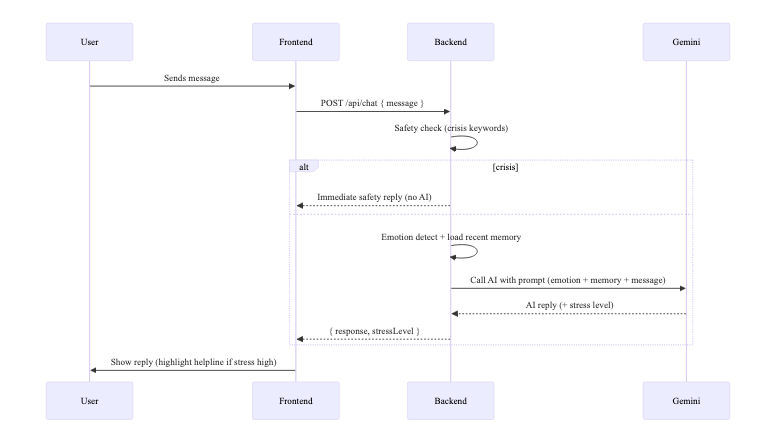 User
Frontend
Backend
Gemini
Sends message
POST /api/chat { message }
Safety check (crisis keywords)
alt
[crisis]
Immediate safety reply (no AI)
Emotion detect + load recent memory
Call AI with prompt (emotion + memory + message)
AI reply (+ stress level)
{ response, stressLevel }
Show reply (highlight helpline if stress high)
User
Frontend
Backend
Gemini